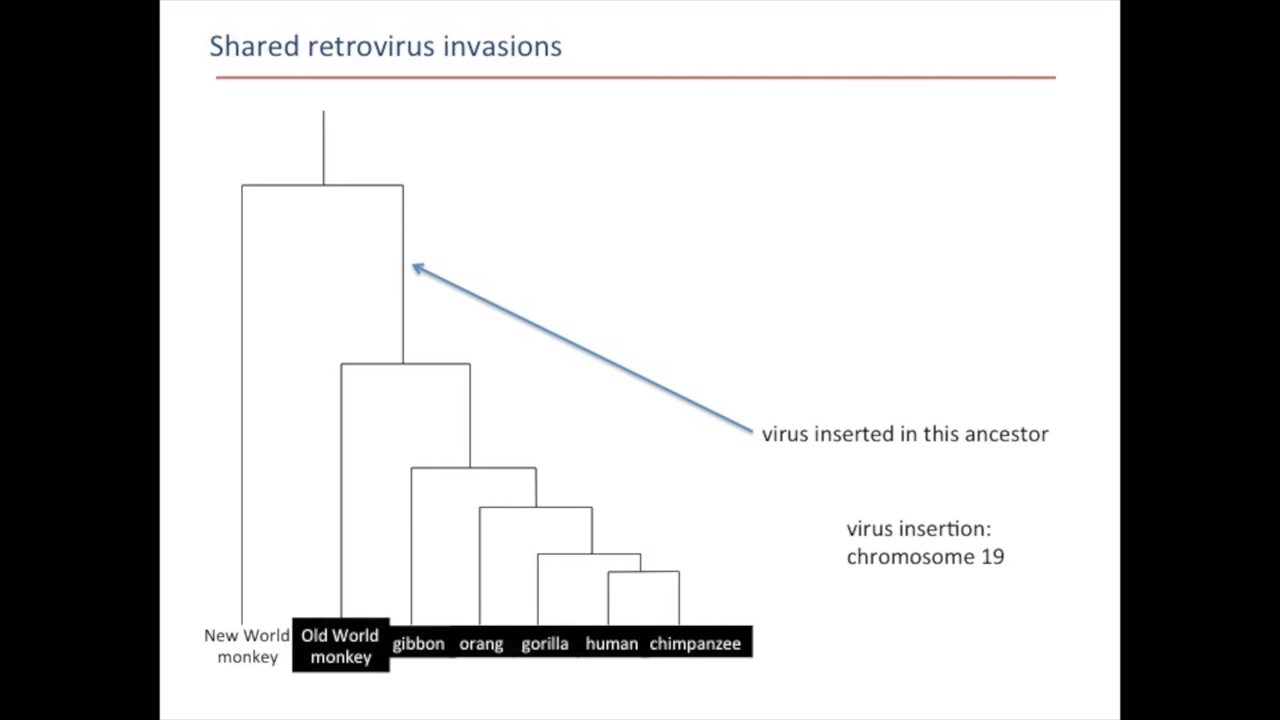 Shared retrovirus invasions
virus inserted in this ancestor
virus insertion:
chromosome 19
New World
monkey
Old World
monkey
gibbon
orang
gorilla
human
chimpanzee